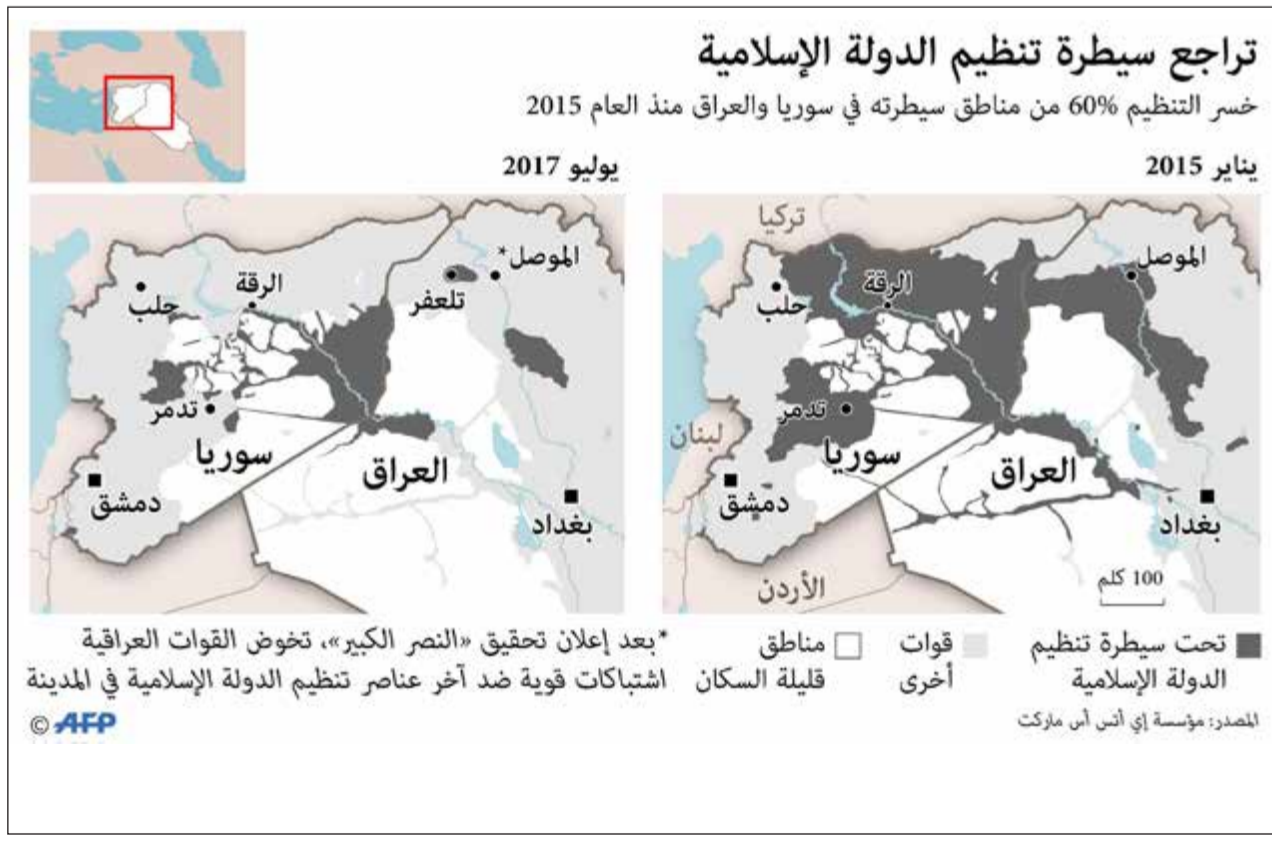 تراجع سيطرة تنظيم الدولة الإسلامية
خسر التنظيم 60% من مناطق سيطرته في سوريا والعراق منذ العام 2015
يناير 2015
تركيا
الموصل
الرقة
حلب
تدمر
لبنان
سوريا
العراق
دمشق
بغداد
الأردن
100 كلم
يوليو 2017
الموصل*
الرقة
تلعفر
حلب
تدمر
سوريا
العراق
دمشق
بغداد
تحت سيطرة تنظيم
الدولة الإسلامية
قوات
أخرى
مناطق
قليلة السكان
*بعد إعلان تحقيق «النصر الكبير»، تخوض القوات العراقية
اشتباكات قوية ضد آخر عناصر تنظيم الدولة الإسلامية في المدينة
المصدر: مؤسسة إي أتس أس ماركت
© AFP